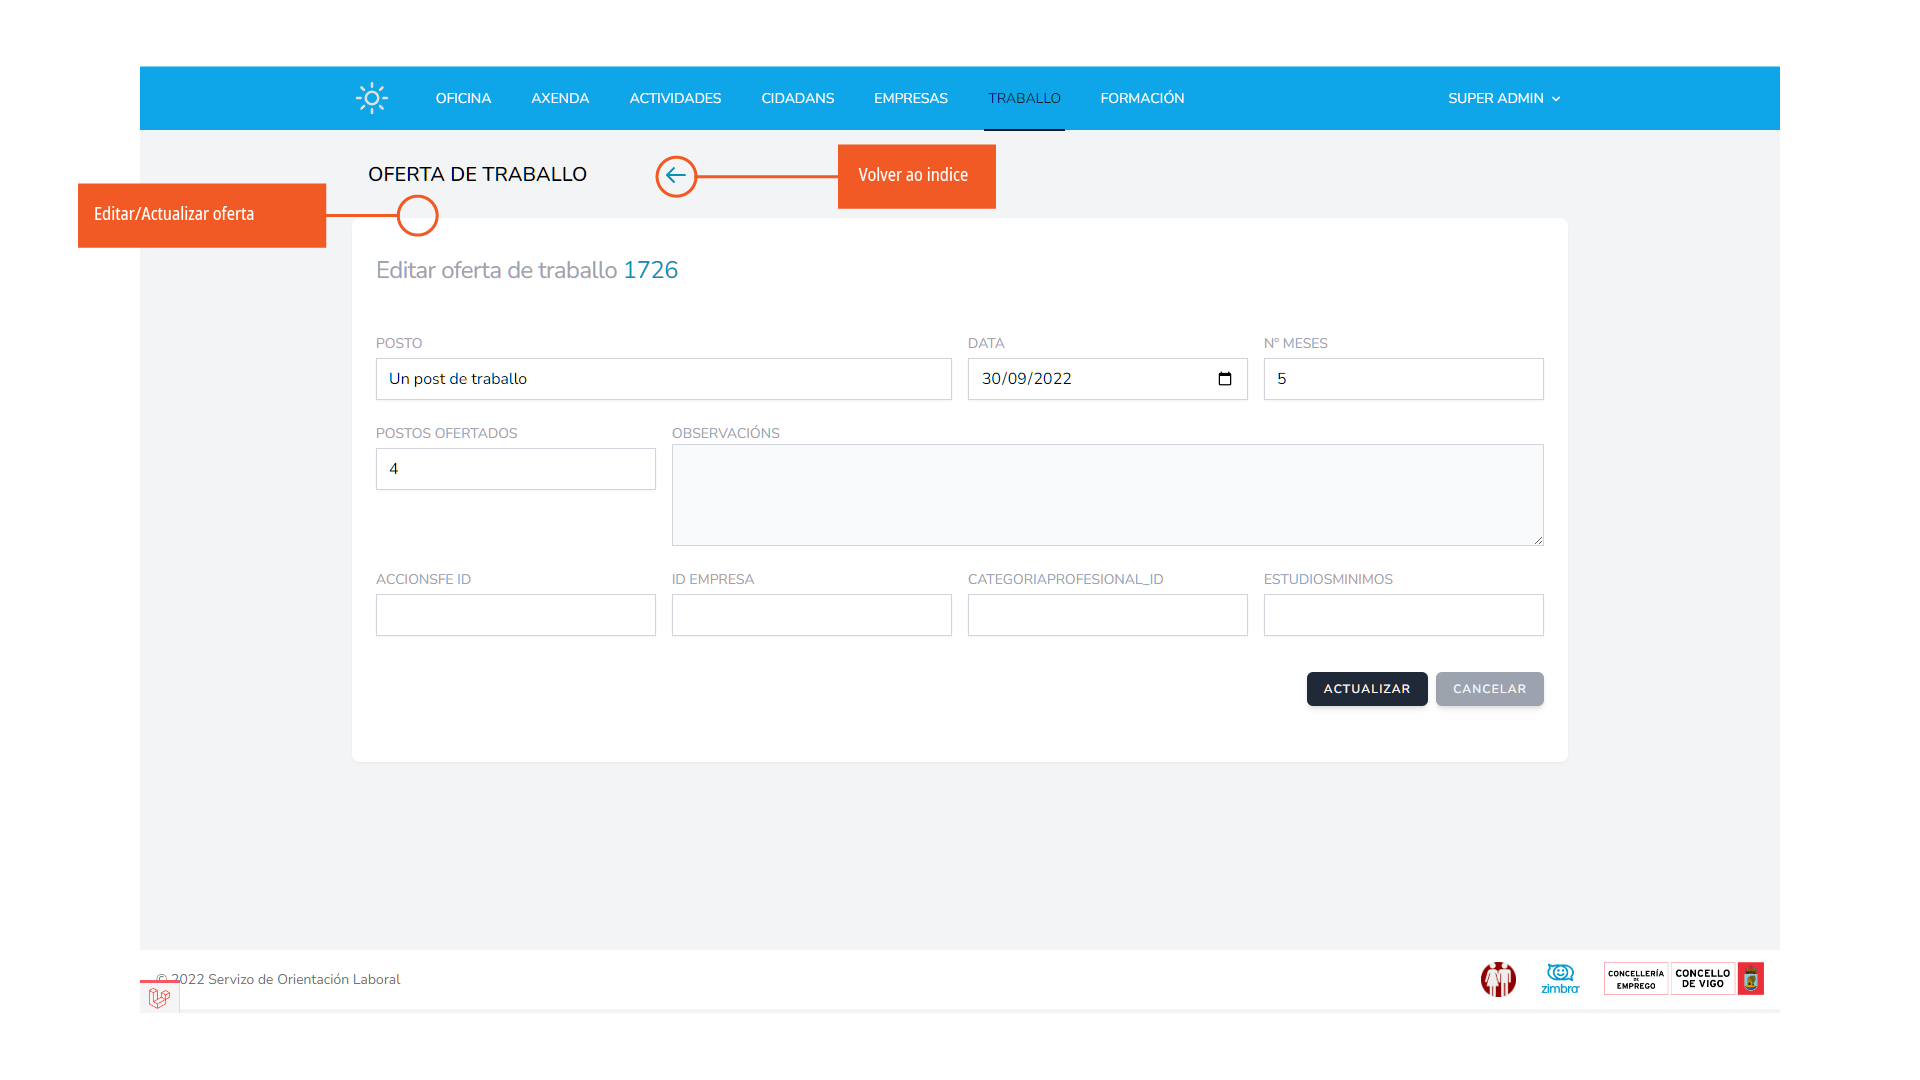 OFICINA AXENDA ACTIVIDADES CIDADANS EMPRESAS TRABALLO FORMACIÓN SUPER ADMIN
OFERTA DE TRABALLO
Volver ao indice
Editar/Actualizar oferta
Editar oferta de traballo 1726
POSTO DATA Nº MESES
Un post de traballo 30/09/2022 5
POSTOS OFERTADOS OBSERVACIÓNS
4
ACCIONSFE ID ID EMPRESA CATEGORIAPROFESIONAL_ID ESTUDIOSMINIMOS
ACTUALIZAR CANCELAR
© 2022 Servizo de Orientación Laboral
zimbra
CONCELLERÍA
DE
EMPREGO
CONCELLO
DE VIGO